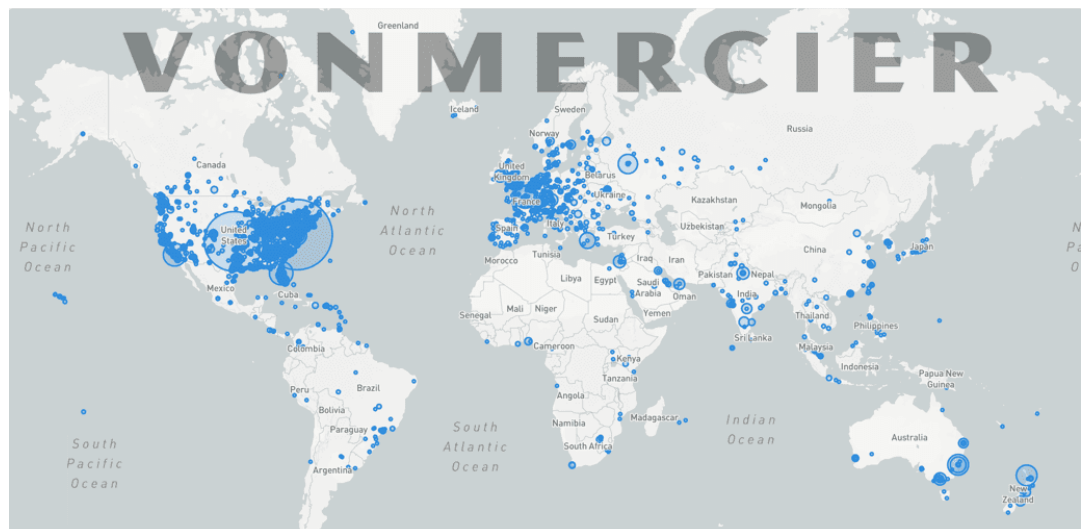 VONMERCIER
Greenland
Iceland
Sweden
Norway
Russia
Canada
United
Kingdom
Belarus
Ukraine
France
Kazakhstan
Mongolia
North
Pacific
Ocean
United
States
North
Atlantic
Ocean
Spain
Italy
Turkey
Uzbekistan
China
Japan
Morocco
Tunisia
Iraq
Iran
Pakistan
Nepal
Mexico
Cuba
Libya
Egypt
Saudi
Arabia
Oman
India
Mali
Niger
Sudan
Yemen
Thailand
Philippines
Senegal
Cameroon
Sri Lanka
Malaysia
Colombia
Kenya
Indonesia
Papua New
Guinea
Tanzania
Peru
Brazil
Angola
Bolivia
Madagascar
Namibia
Paraguay
South
Pacific
Ocean
South
Atlantic
Ocean
Indian
Ocean
Australia
South Africa
Argentina
New
Zealand